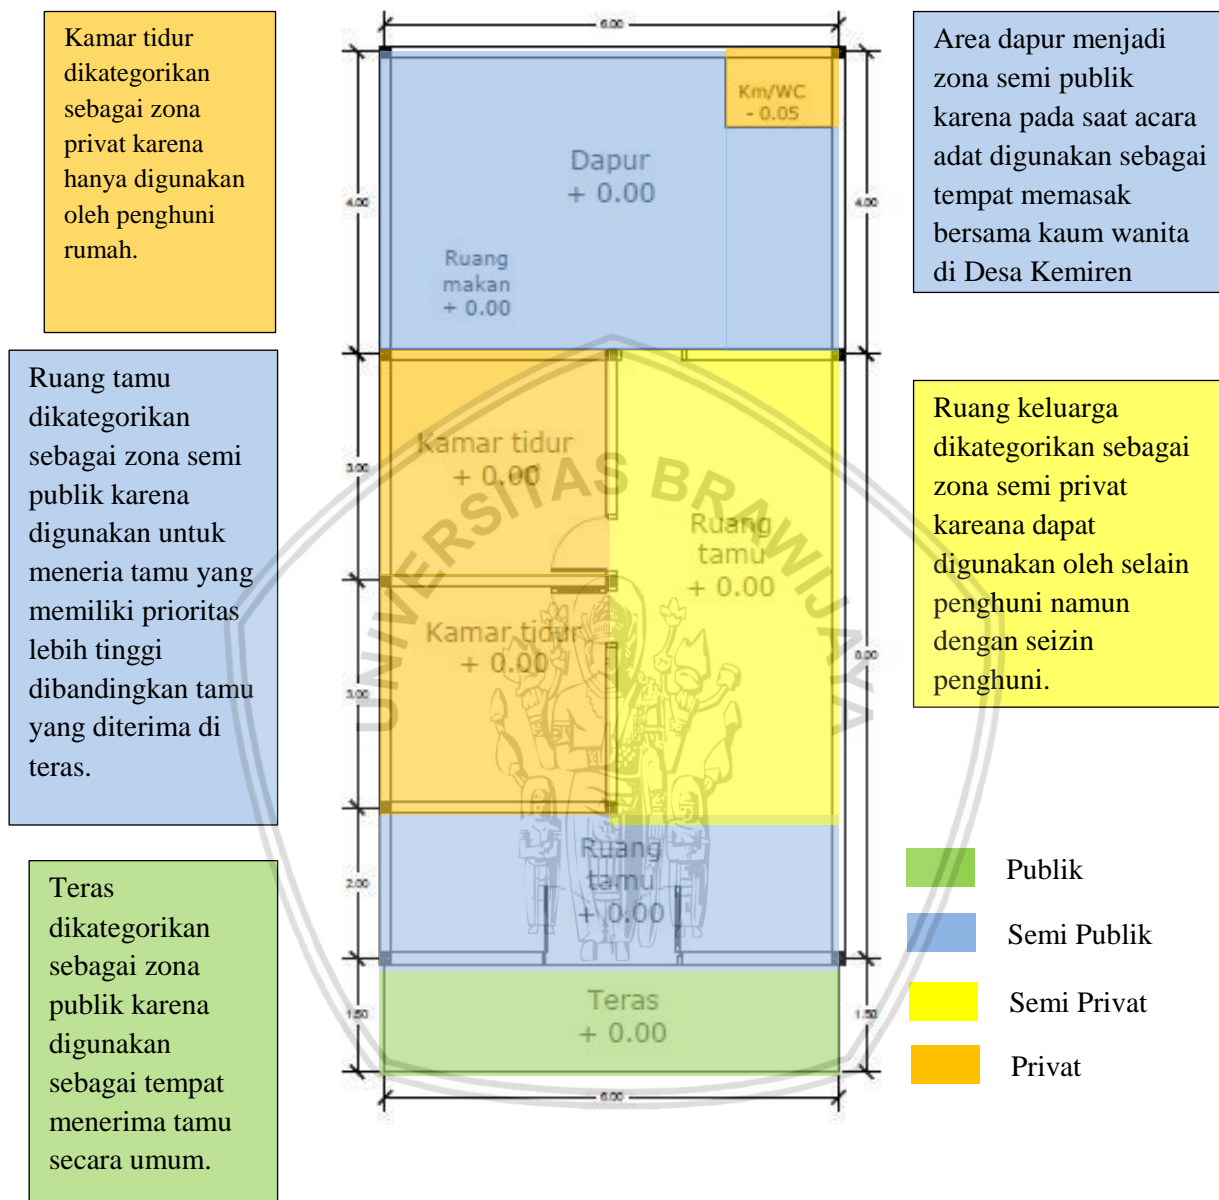 Kamar tidur
dikategorikan
sebagai zona
privat karena
hanya digunakan
oleh penghuni
rumah.
Ruang tamu
dikategorikan
sebagai zona semi
publik karena
digunakan untuk
meneria tamu yang
memiliki prioritas
lebih tinggi
dibandingkan tamu
yang diterima di
teras.
Teras
dikategorikan
sebagai zona
publik karena
digunakan
sebagai tempat
menerima tamu
secara umum.
6.00
4.00
3.00
3.00
2.00
1.50
Km/WC
- 0.05
Dapur
+ 0.00
Ruang
makan
+ 0.00
Kamar tidur
+ 0.00
Ruang
tamu
+ 0.00
Kamar tidur
+ 0.00
Ruang
tamu
+ 0.00
Teras
+ 0.00
6.00
4.00
8.00
1.50
UNIVERSITAS BRAWIJAYA
Area dapur menjadi
zona semi publik
karena pada saat acara
adat digunakan sebagai
tempat memasak
bersama kaum wanita
di Desa Kemiren
Ruang keluarga
dikategorikan sebagai
zona semi privat
kareana dapat
digunakan oleh selain
penghuni namun
dengan seizin
penghuni.
Publik
Semi Publik
Semi Privat
Privat